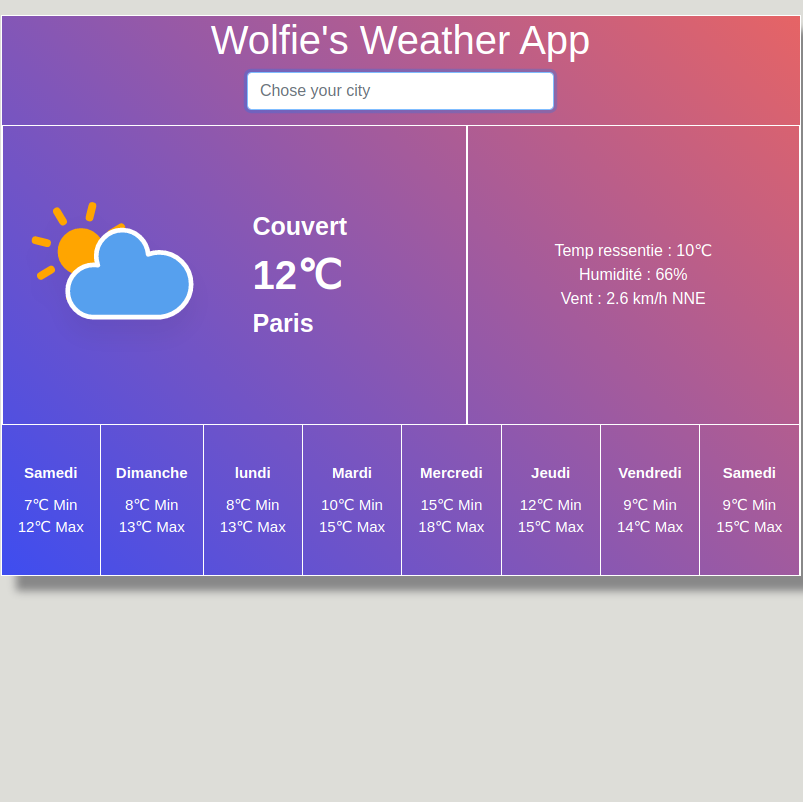 Wolfie's Weather App
Chose your city
Couvert
12℃
Paris
Temp ressentie : 10℃
Humidité : 66%
Vent : 2.6 km/h NNE
Samedi
7℃ Min
12℃ Max
Dimanche
8℃ Min
13℃ Max
lundi
8℃ Min
13℃ Max
Mardi
10℃ Min
15℃ Max
Mercredi
15℃ Min
18℃ Max
Jeudi
12℃ Min
15℃ Max
Vendredi
9℃ Min
14℃ Max
Samedi
9℃ Min
15℃ Max